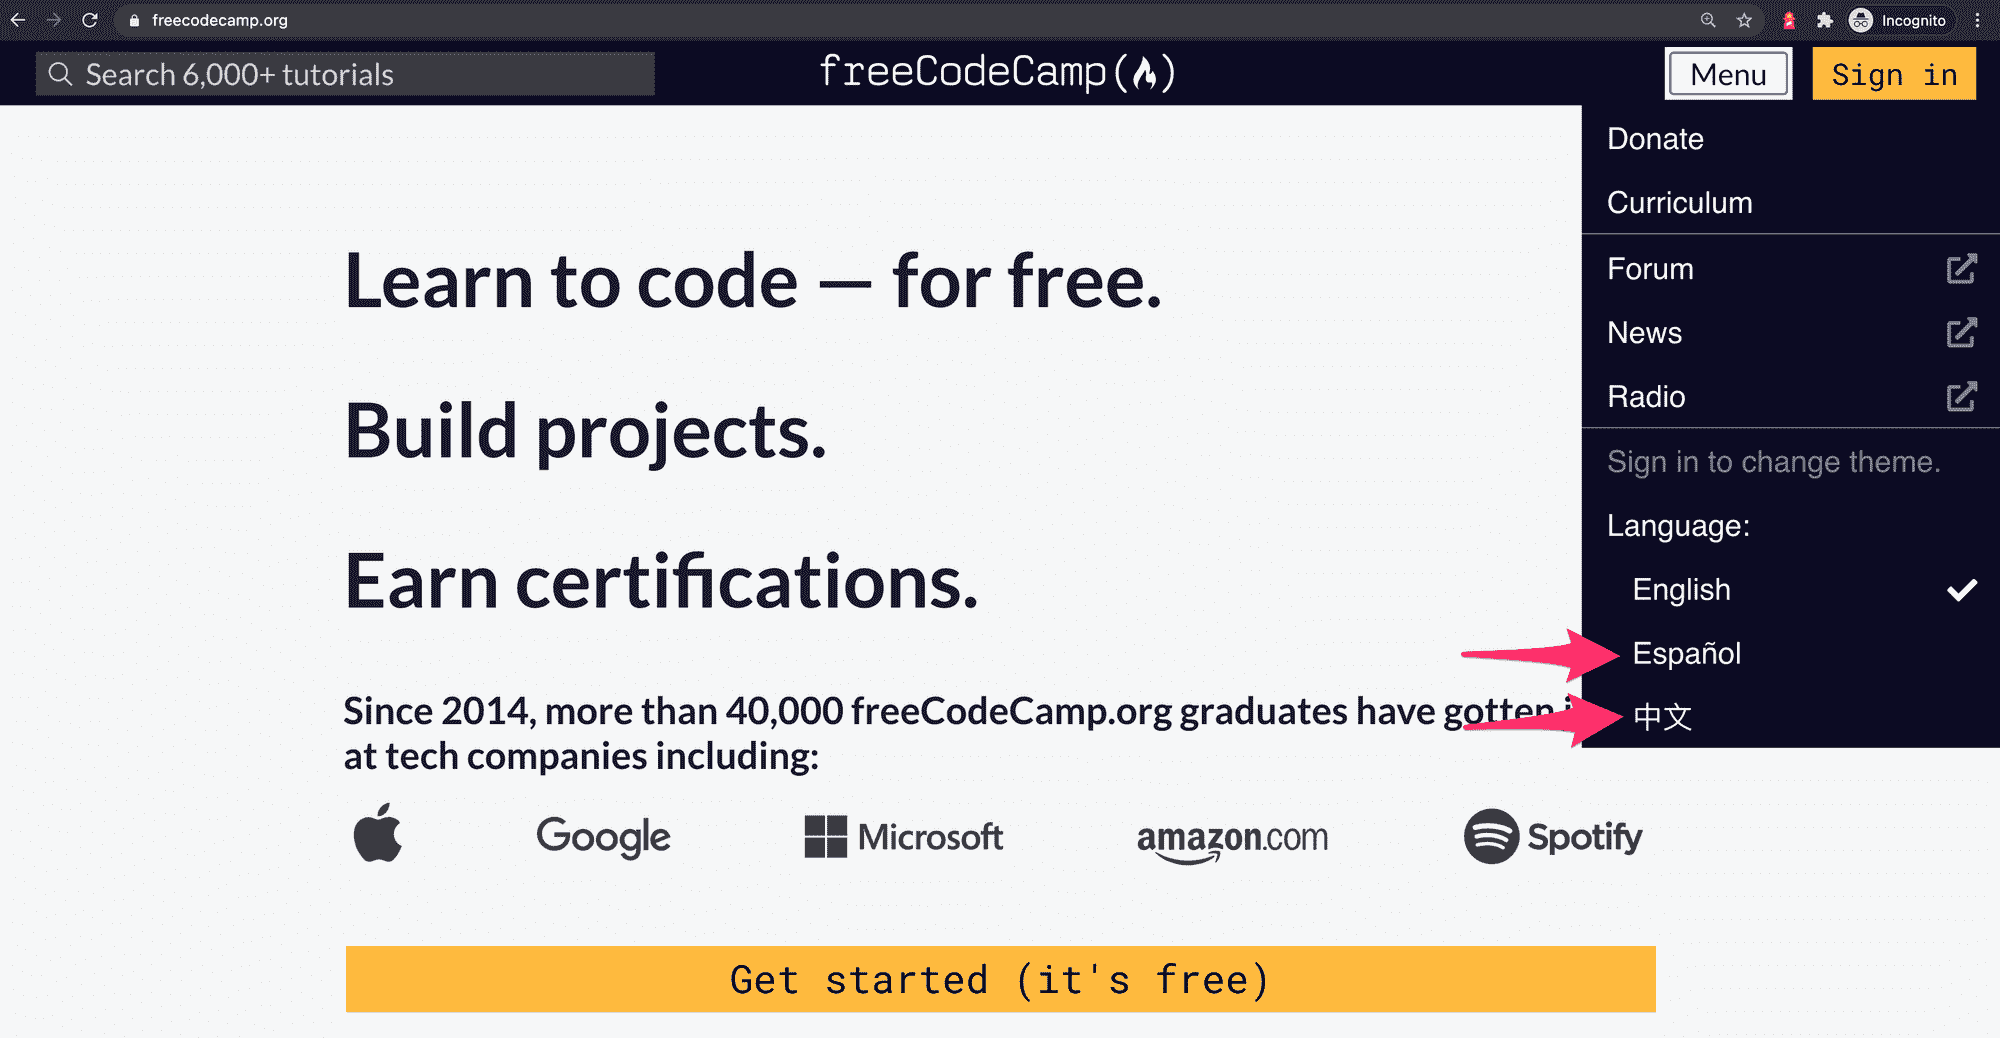 freecodecamp.org
Incognito
Search 6,000+ tutorials
freeCodeCamp(🔥)
Menu
Sign in
Donate
Curriculum
Forum
News
Radio
Sign in to change theme.
Language:
English
Español
中文
Learn to code — for free.
Build projects.
Earn certifications.
Since 2014, more than 40,000 freeCodeCamp.org graduates have gotten
at tech companies including:
Google
Microsoft
amazon.com
Spotify
Get started (it's free)